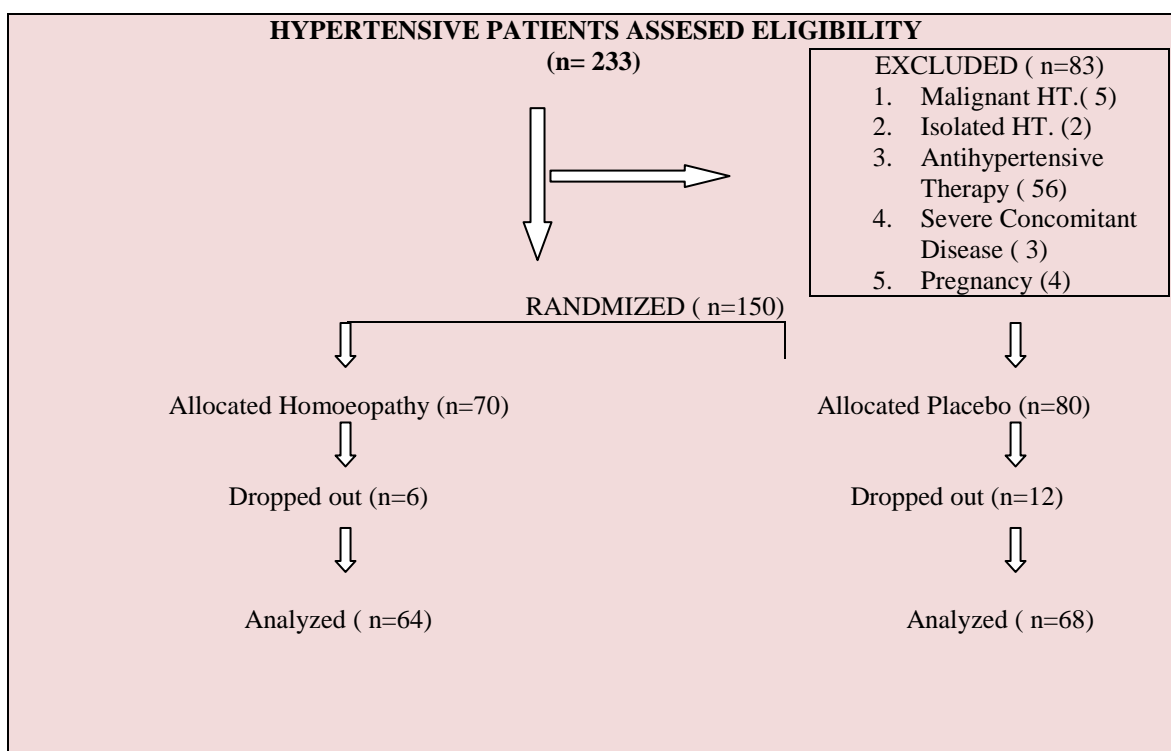 HYPERTENSIVE PATIENTS ASSESED ELIGIBILITY
(n= 233)
EXCLUDED ( n=83)
1. Malignant HT.( 5)
2. Isolated HT. (2)
3. Antihypertensive
Therapy ( 56)
4. Severe Concomitant
Disease ( 3)
5. Pregnancy (4)
RANDMIZED ( n=150)
Allocated Homoeopathy (n=70)
Allocated Placebo (n=80)
Dropped out (n=6)
Dropped out (n=12)
Analyzed ( n=64)
Analyzed ( n=68)